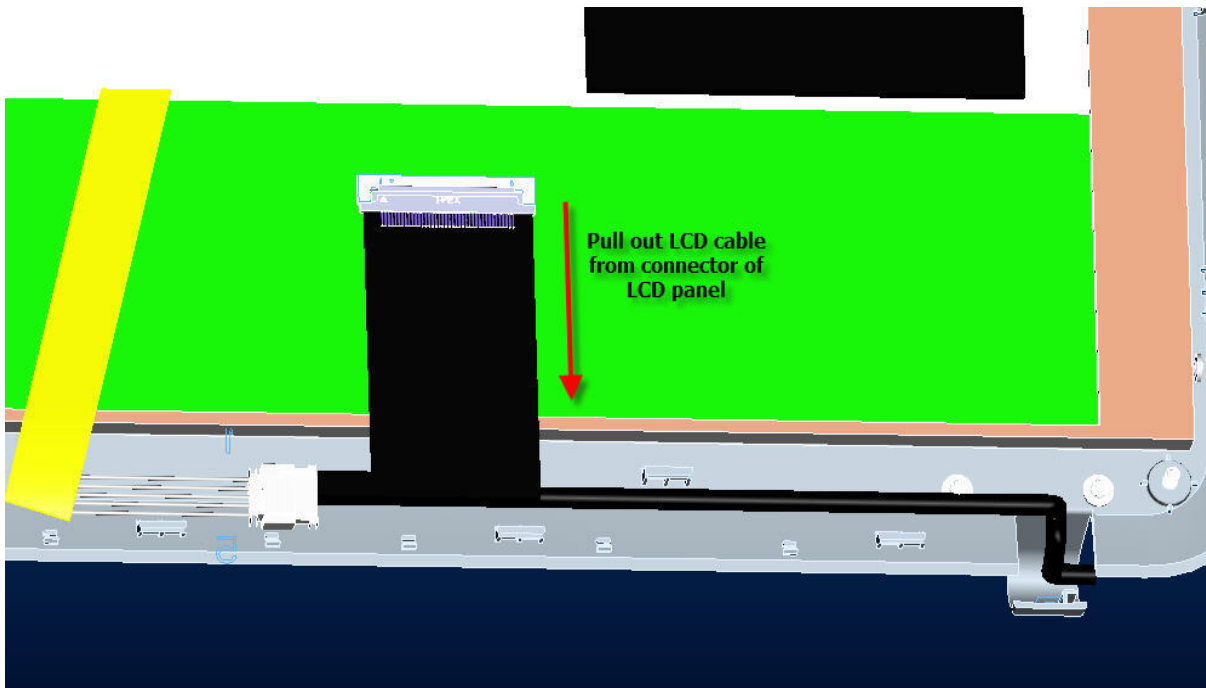 I-PEX
Pull out LCD cable
from connector of
LCD panel